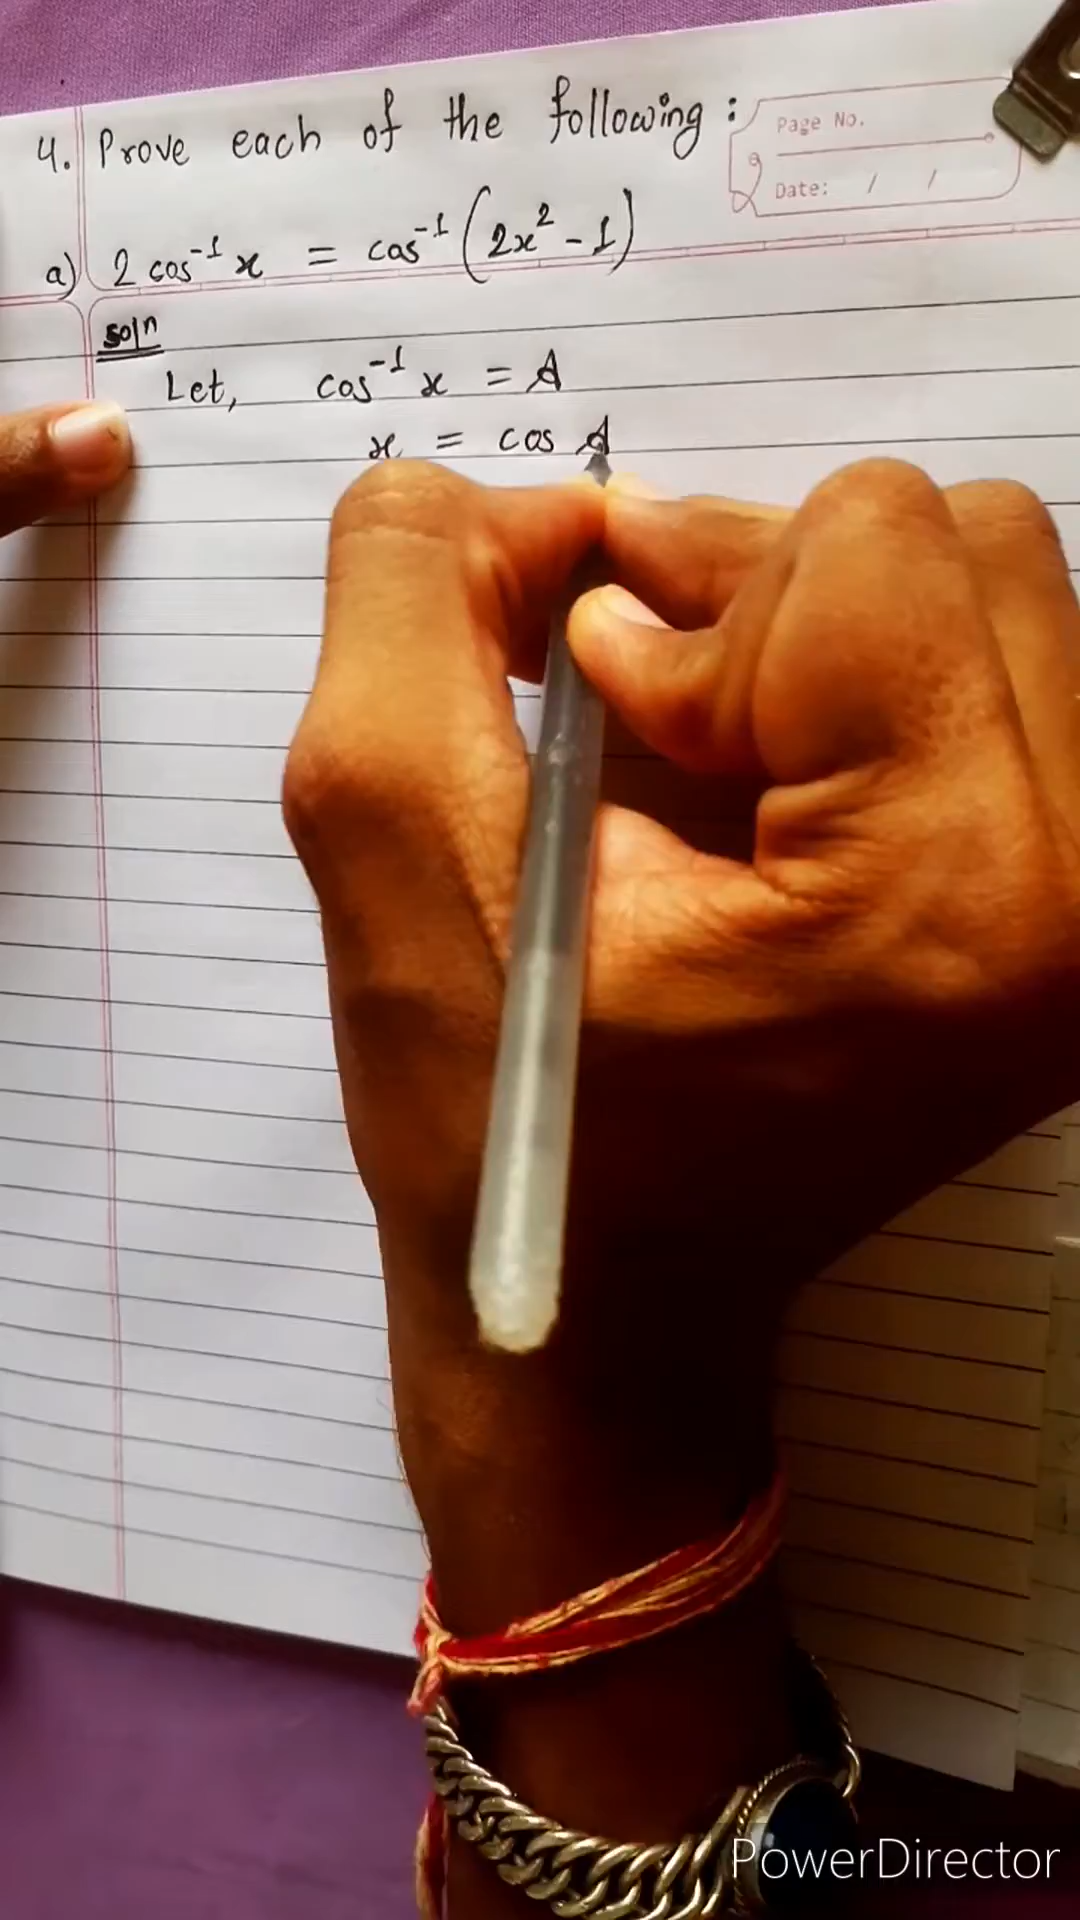 4. Prove each of the following :
Page No.
Date: / /
a) 2 cos⁻¹ x = cos⁻¹ (2x² - 1)
soln
Let, cos⁻¹ x = A
x = cos A
PowerDirector